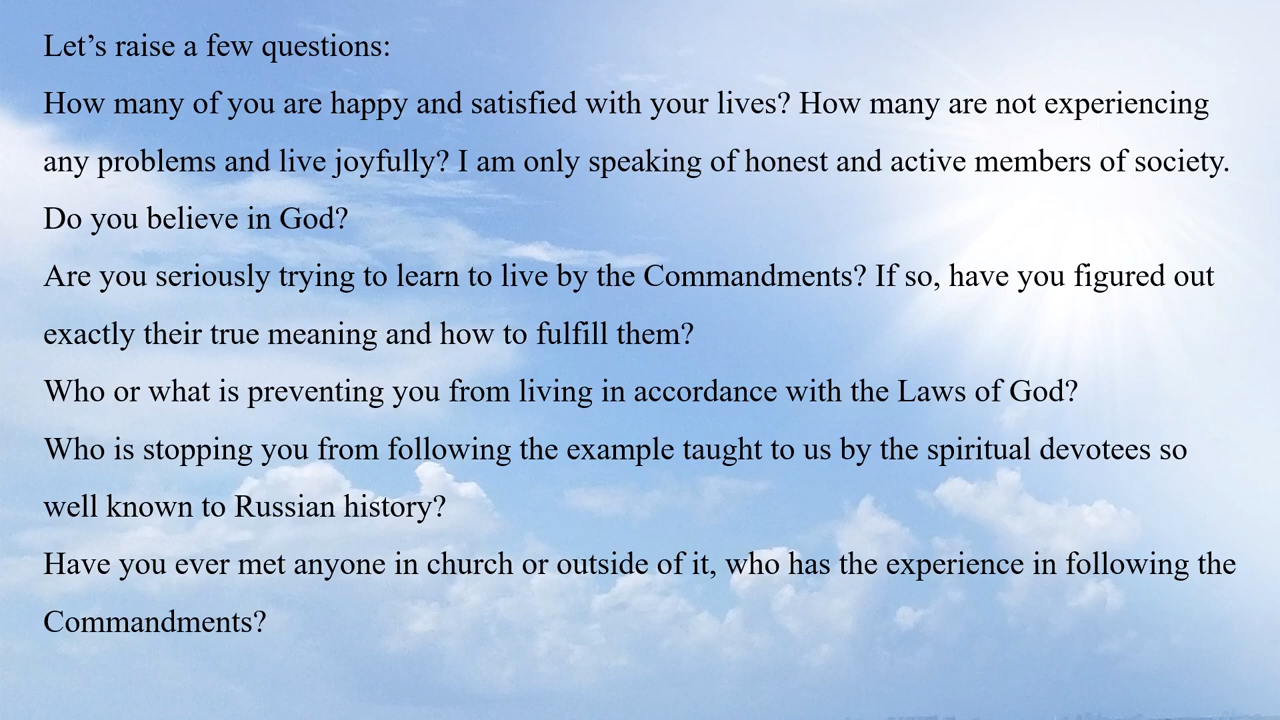 Let’s raise a few questions:
How many of you are happy and satisfied with your lives? How many are not experiencing
any problems and live joyfully? I am only speaking of honest and active members of society.
Do you believe in God?
Are you seriously trying to learn to live by the Commandments? If so, have you figured out
exactly their true meaning and how to fulfill them?
Who or what is preventing you from living in accordance with the Laws of God?
Who is stopping you from following the example taught to us by the spiritual devotees so
well known to Russian history?
Have you ever met anyone in church or outside of it, who has the experience in following the
Commandments?